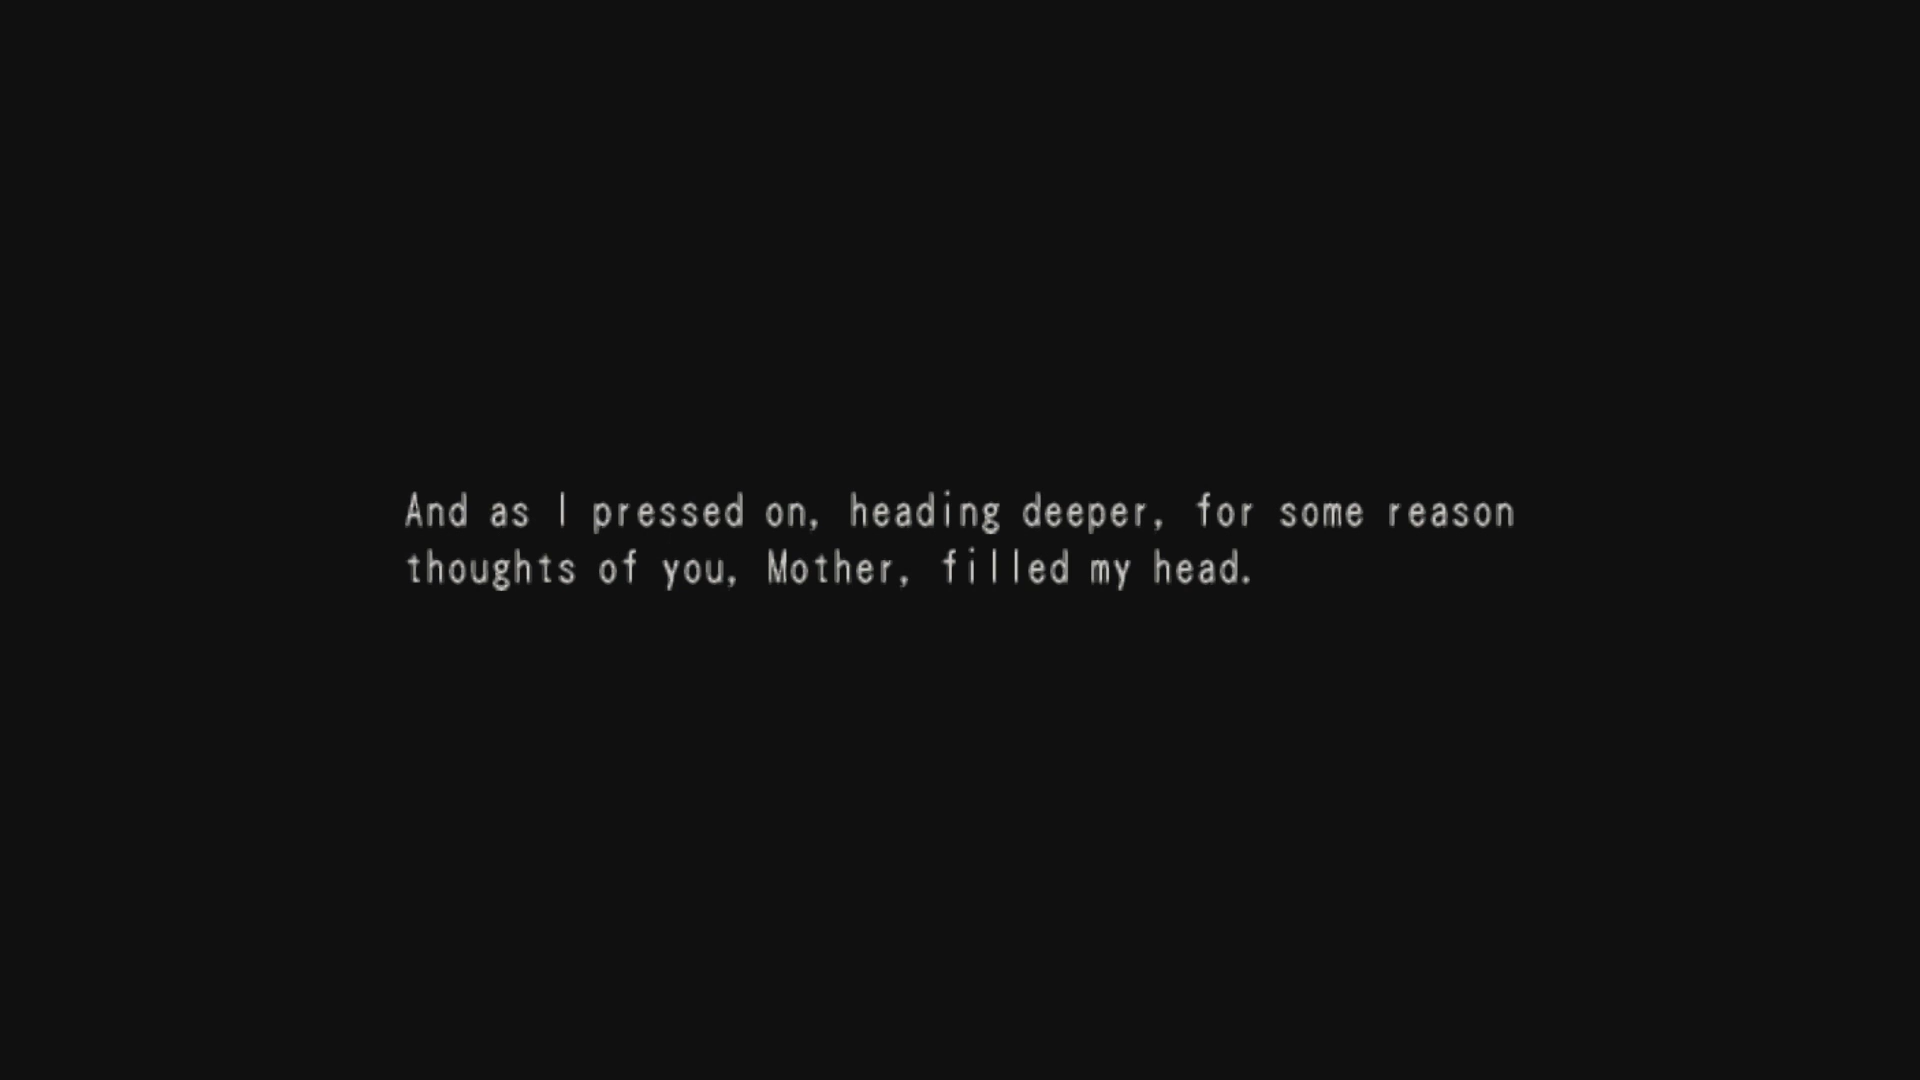 And as I pressed on, heading deeper, for some reason
thoughts of you, Mother, filled my head.